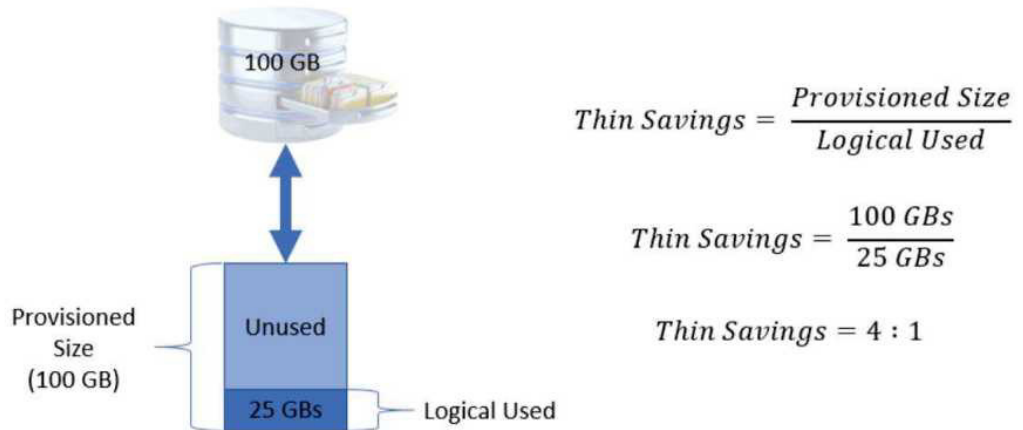 100 GB
Provisioned
Size
(100 GB)
Unused
25 GBs
Logical Used
Thin Savings = Provisioned Size / Logical Used
Thin Savings = 100 GBs / 25 GBs
Thin Savings = 4 : 1